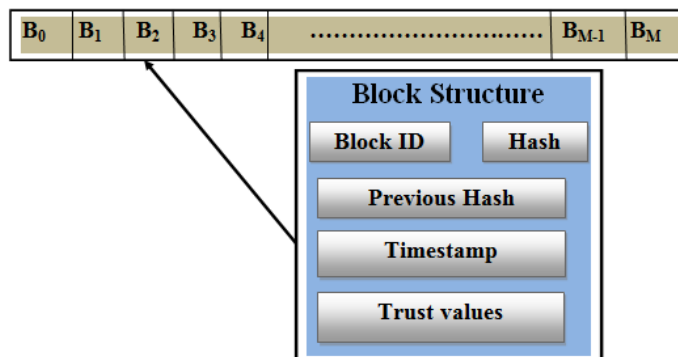 B0 B1 B2 B3 B4 ................................ BM-1 BM
Block Structure
Block ID Hash
Previous Hash
Timestamp
Trust values